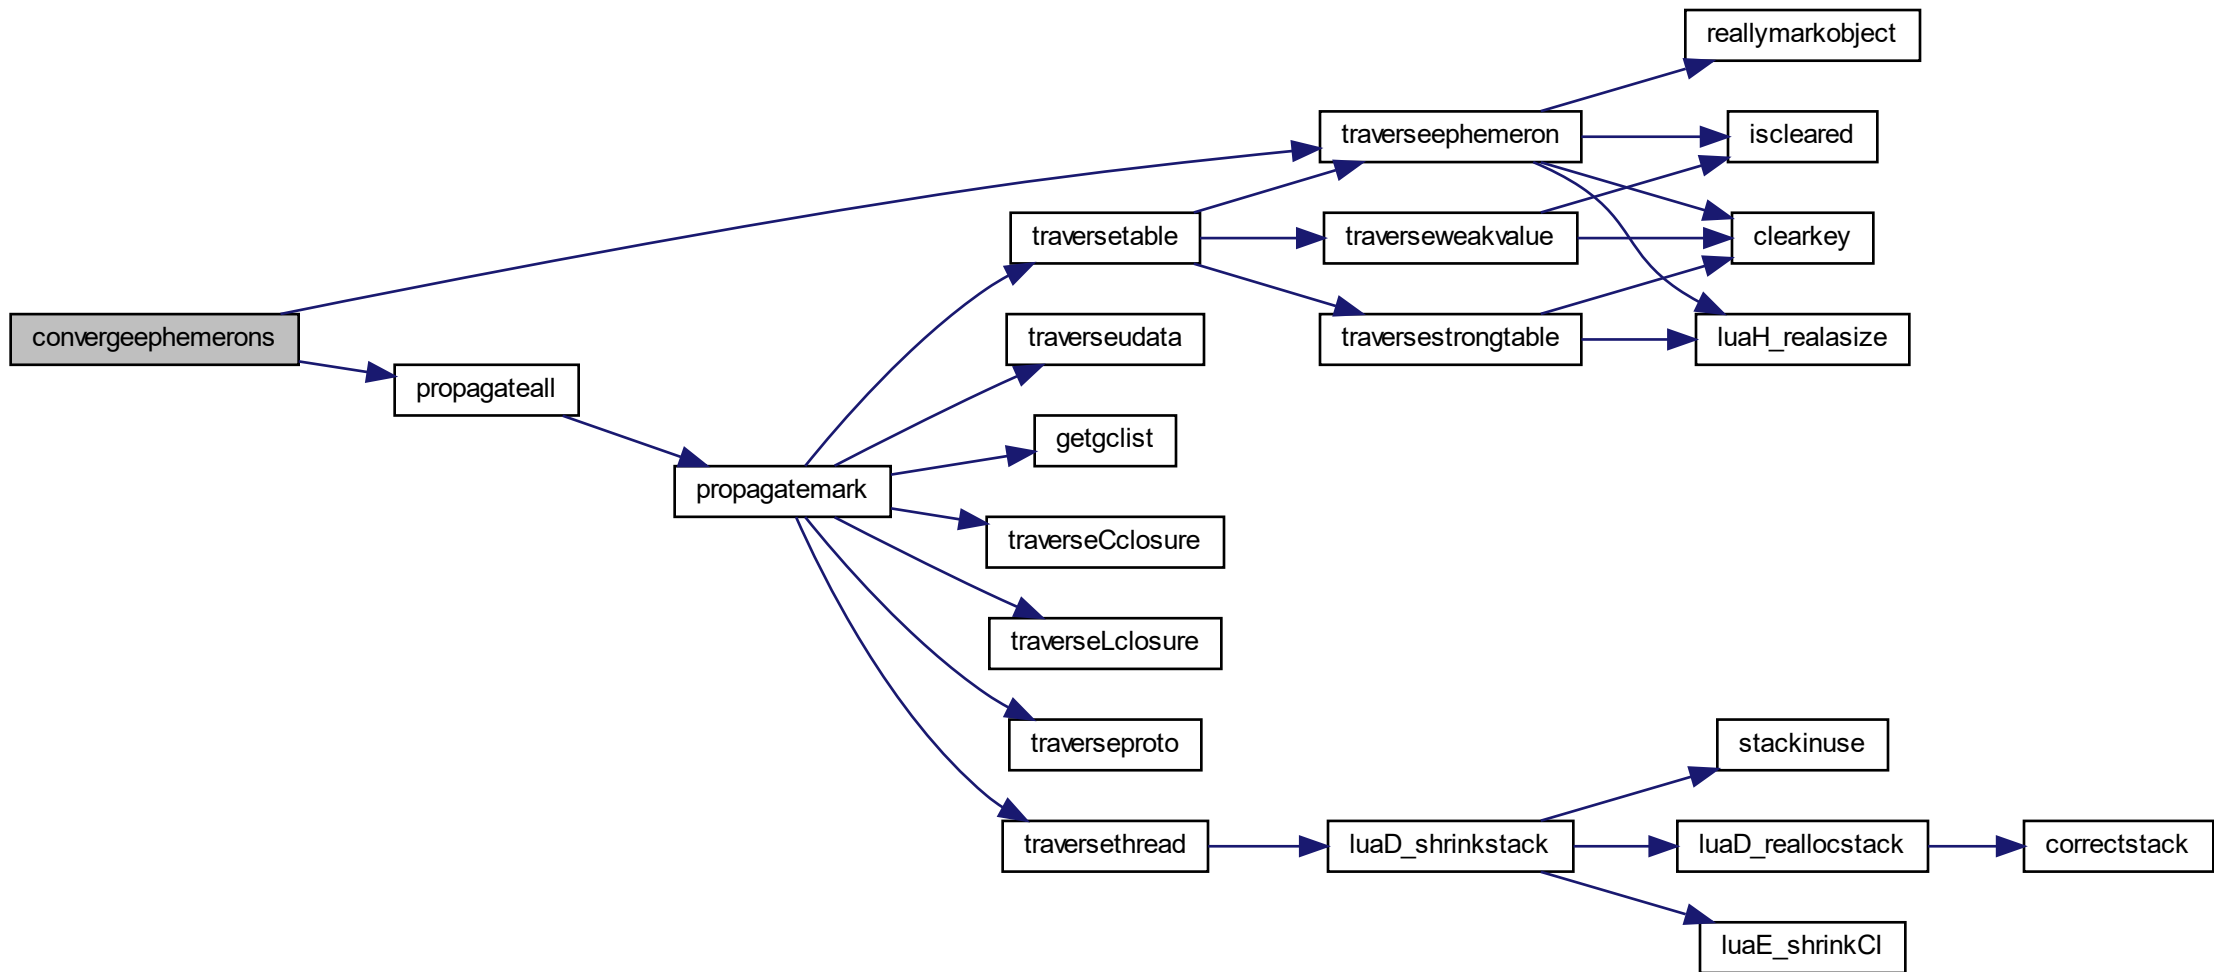 reallymarkobject
traverseephemeron
iscleared
traversetable
traverseweakvalue
clearkey
convergeephemerons
traverseudata
traversestrongtable
luaH_realasize
propagateall
getgclist
propagatemark
traverseCclosure
traverseLclosure
traverseproto
stackinuse
traversethread
luaD_shrinkstack
luaD_reallocstack
correctstack
luaE_shrinkCI